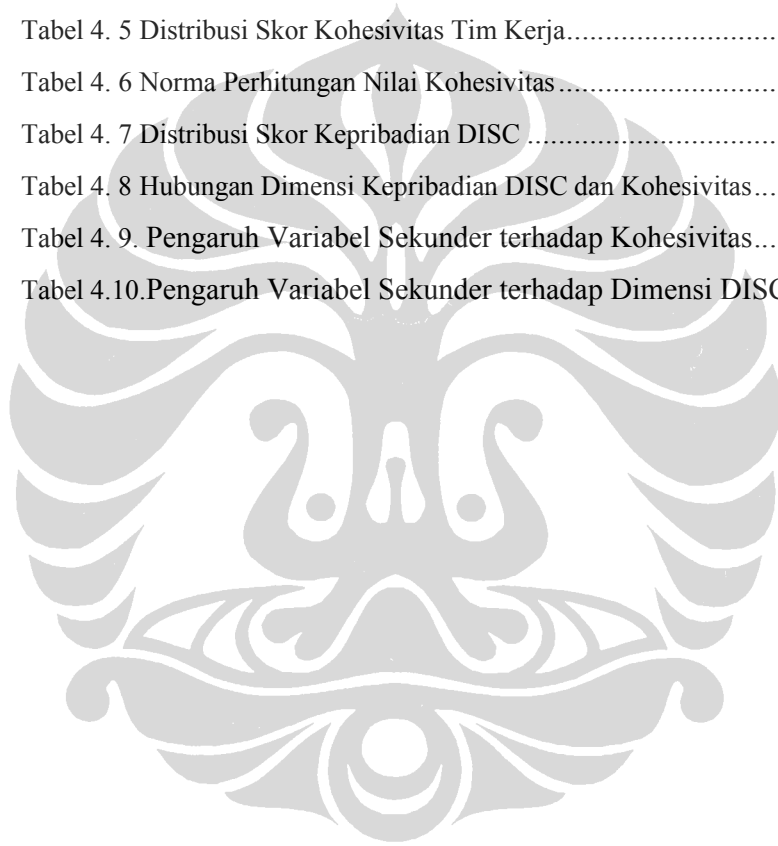 Tabel 4. 5 Distribusi Skor Kohesivitas Tim Kerja...........................
Tabel 4. 6 Norma Perhitungan Nilai Kohesivitas............................
Tabel 4. 7 Distribusi Skor Kepribadian DISC ................................
Tabel 4. 8 Hubungan Dimensi Kepribadian DISC dan Kohesivitas...
Tabel 4. 9. Pengaruh Variabel Sekunder terhadap Kohesivitas...
Tabel 4.10.Pengaruh Variabel Sekunder terhadap Dimensi DISC